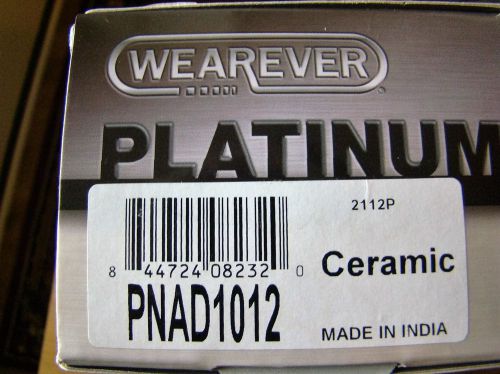 WEAREVER
PLATINUM
2112P
8 44724 08232 0
Ceramic
PNAD1012
MADE IN INDIA